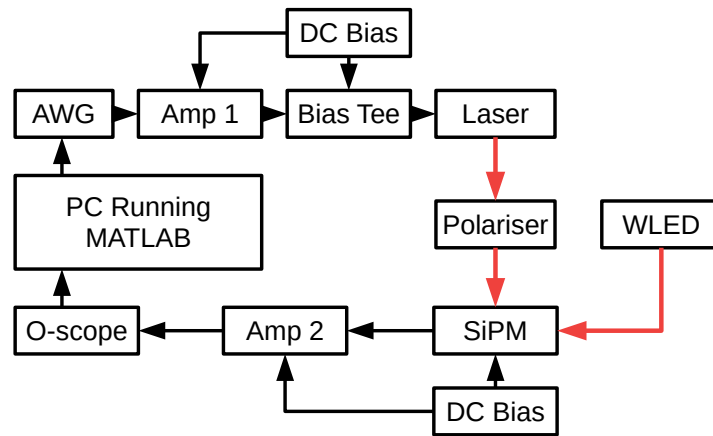 DC Bias
AWG
Amp 1
Bias Tee
Laser
PC Running
MATLAB
Polariser
WLED
O-scope
Amp 2
SiPM
DC Bias